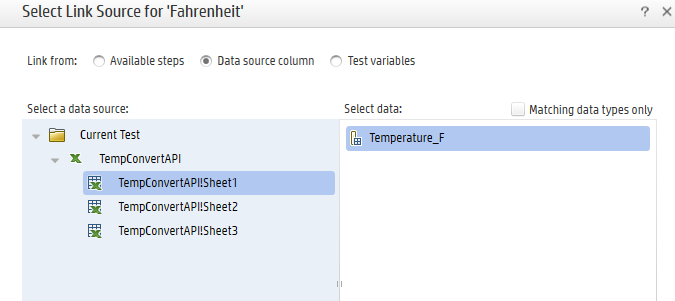 Select Link Source for 'Fahrenheit'
? ×
Link from: Available steps Data source column Test variables
Select a data source: Select data: Matching data types only
Current Test Temperature_F
TempConvertAPI
TempConvertAPI!Sheet1
TempConvertAPI!Sheet2
TempConvertAPI!Sheet3